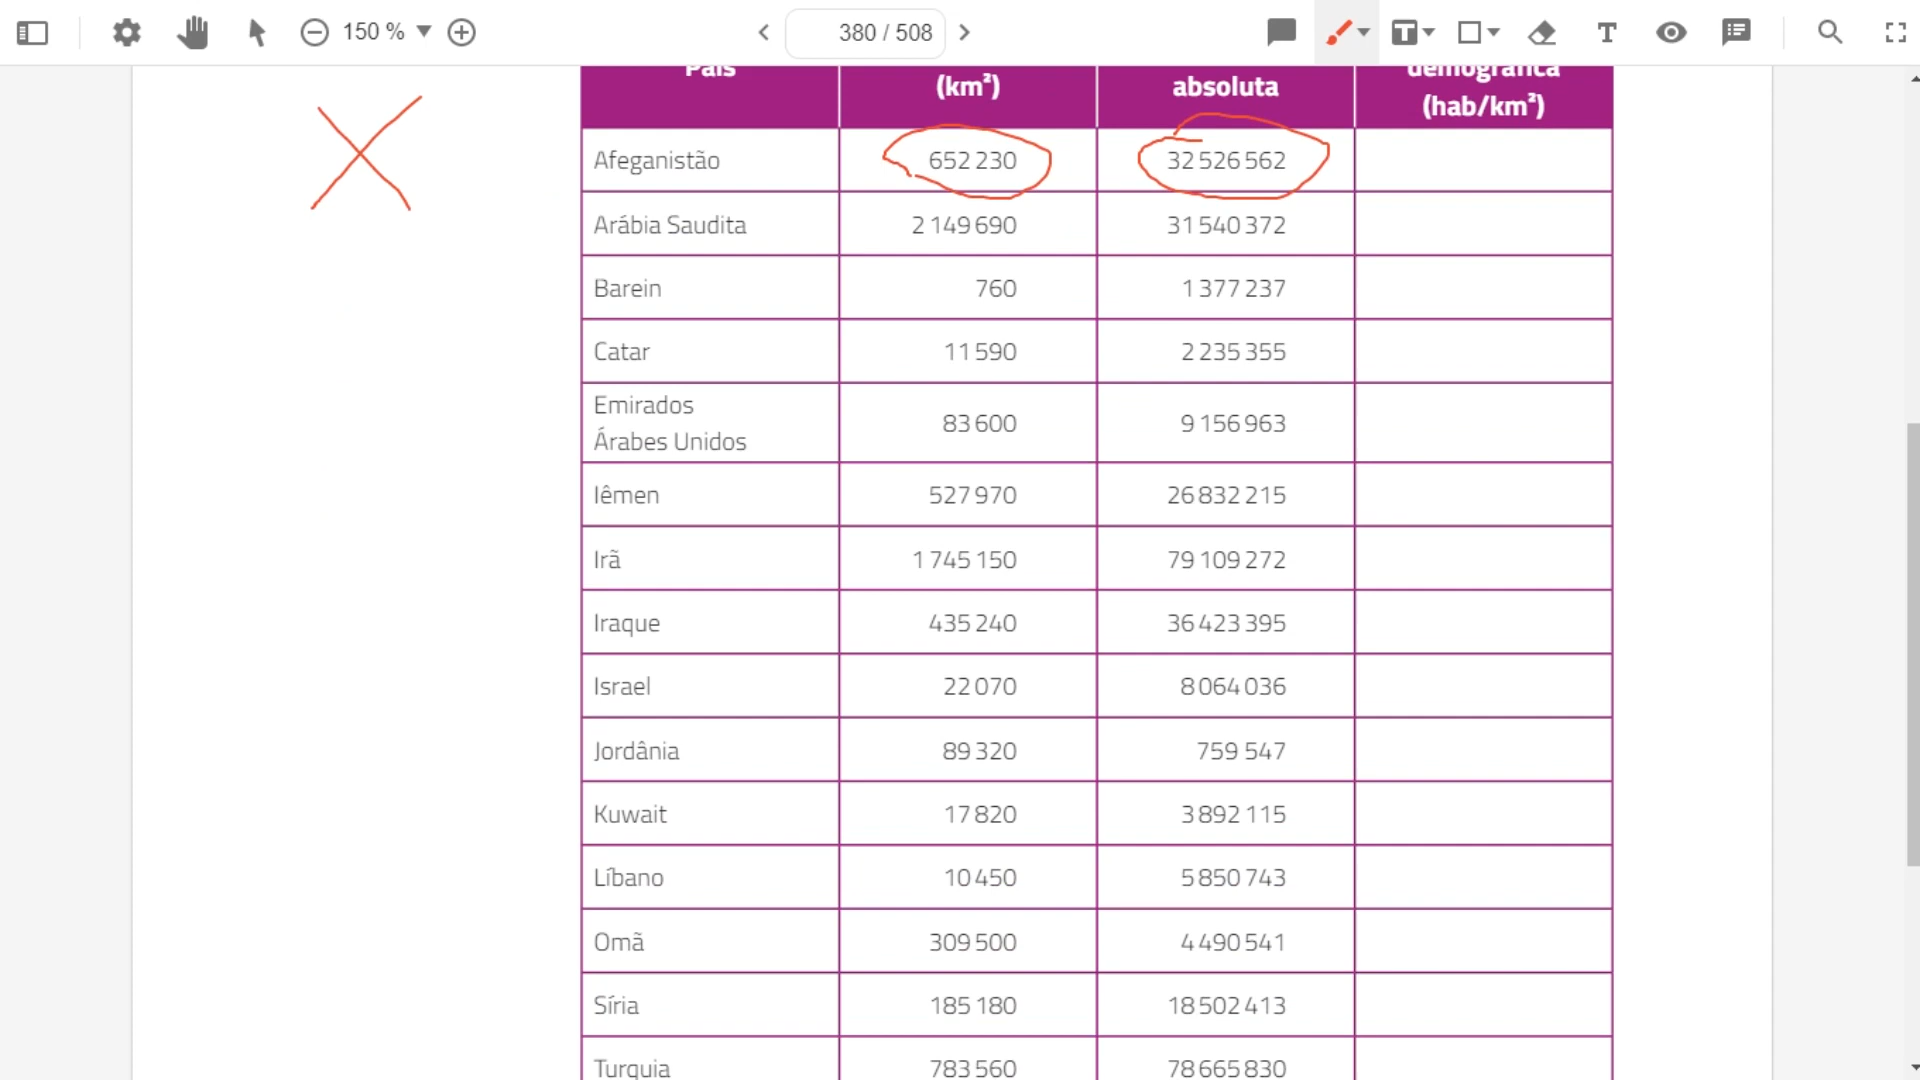 150 %
380 / 508
País
(km²)
absoluta
demográfica
(hab/km²)
Afeganistão 652 230 32 526 562
Arábia Saudita 2 149 690 31 540 372
Barein 760 1 377 237
Catar 11 590 2 235 355
Emirados
Árabes Unidos 83 600 9 156 963
Iêmen 527 970 26 832 215
Irã 1 745 150 79 109 272
Iraque 435 240 36 423 395
Israel 22 070 8 064 036
Jordânia 89 320 759 547
Kuwait 17 820 3 892 115
Líbano 10 450 5 850 743
Omã 309 500 4 490 541
Síria 185 180 18 502 413
Turquia 783 560 78 665 830